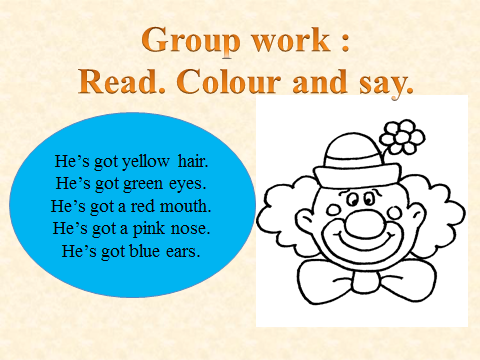 Group work :
Read. Colour and say.
He's got yellow hair.
He's got green eyes.
He's got a red mouth.
He's got a pink nose.
He's got blue ears.